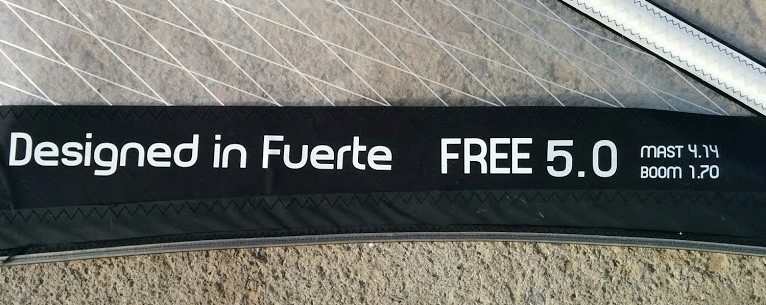 Designed in Fuerte FREE 5.0
MAST 4.14
BOOM 1.70